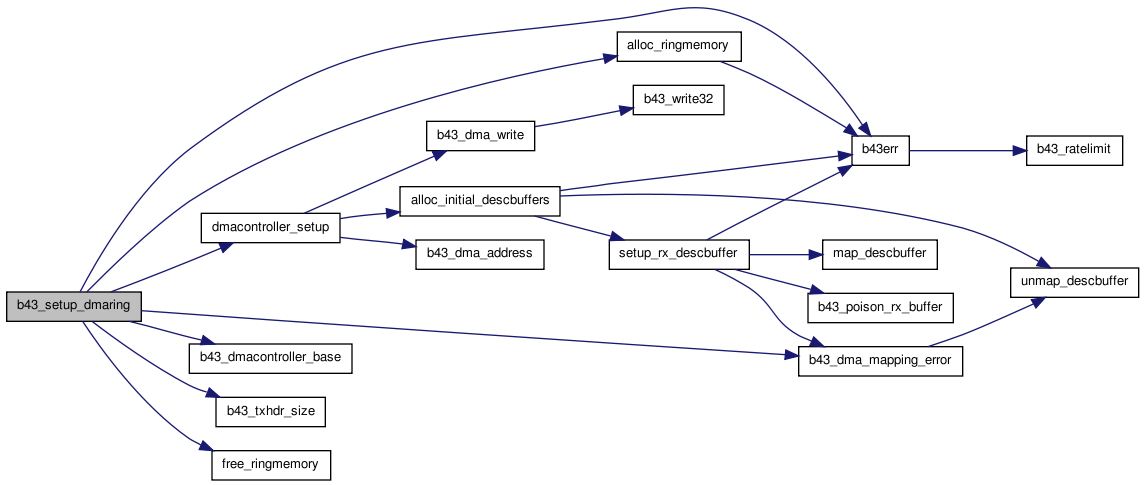 alloc_ringmemory
b43_write32
b43_dma_write
b43err
b43_ratelimit
alloc_initial_descbuffers
dmacontroller_setup
b43_dma_address
setup_rx_descbuffer
map_descbuffer
unmap_descbuffer
b43_setup_dmaring
b43_poison_rx_buffer
b43_dmacontroller_base
b43_dma_mapping_error
b43_txhdr_size
free_ringmemory